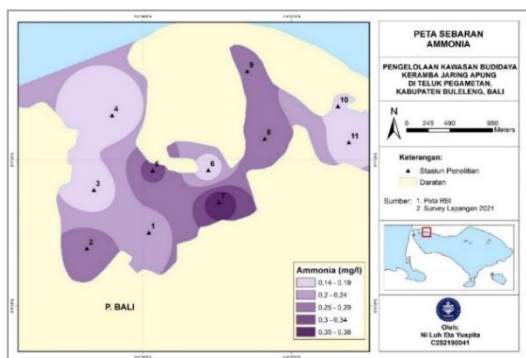 PETA SEBARAN
AMMONIA
PENGELOLAAN KAWASAN BUDIDAYA
KERAMBA JARING APUNG
DI TELUK PEGAMETAN,
KABUPATEN BULELENG, BALI
N
0 245 490 980
Meters
Keterangan:
Stasiun Penelitian
Daratan
Sumber: 1. Peta RBI
2. Survey Lapangan 2021
Oleh:
Ni Luh Eta Yuspita
C252190041
9
10
4
11
8
5
6
3
7
1
2
P. BALI
Ammonia (mg/l)
0,14 - 0,19
0,2 - 0,24
0,25 - 0,29
0,3 - 0,34
0,35 - 0,38